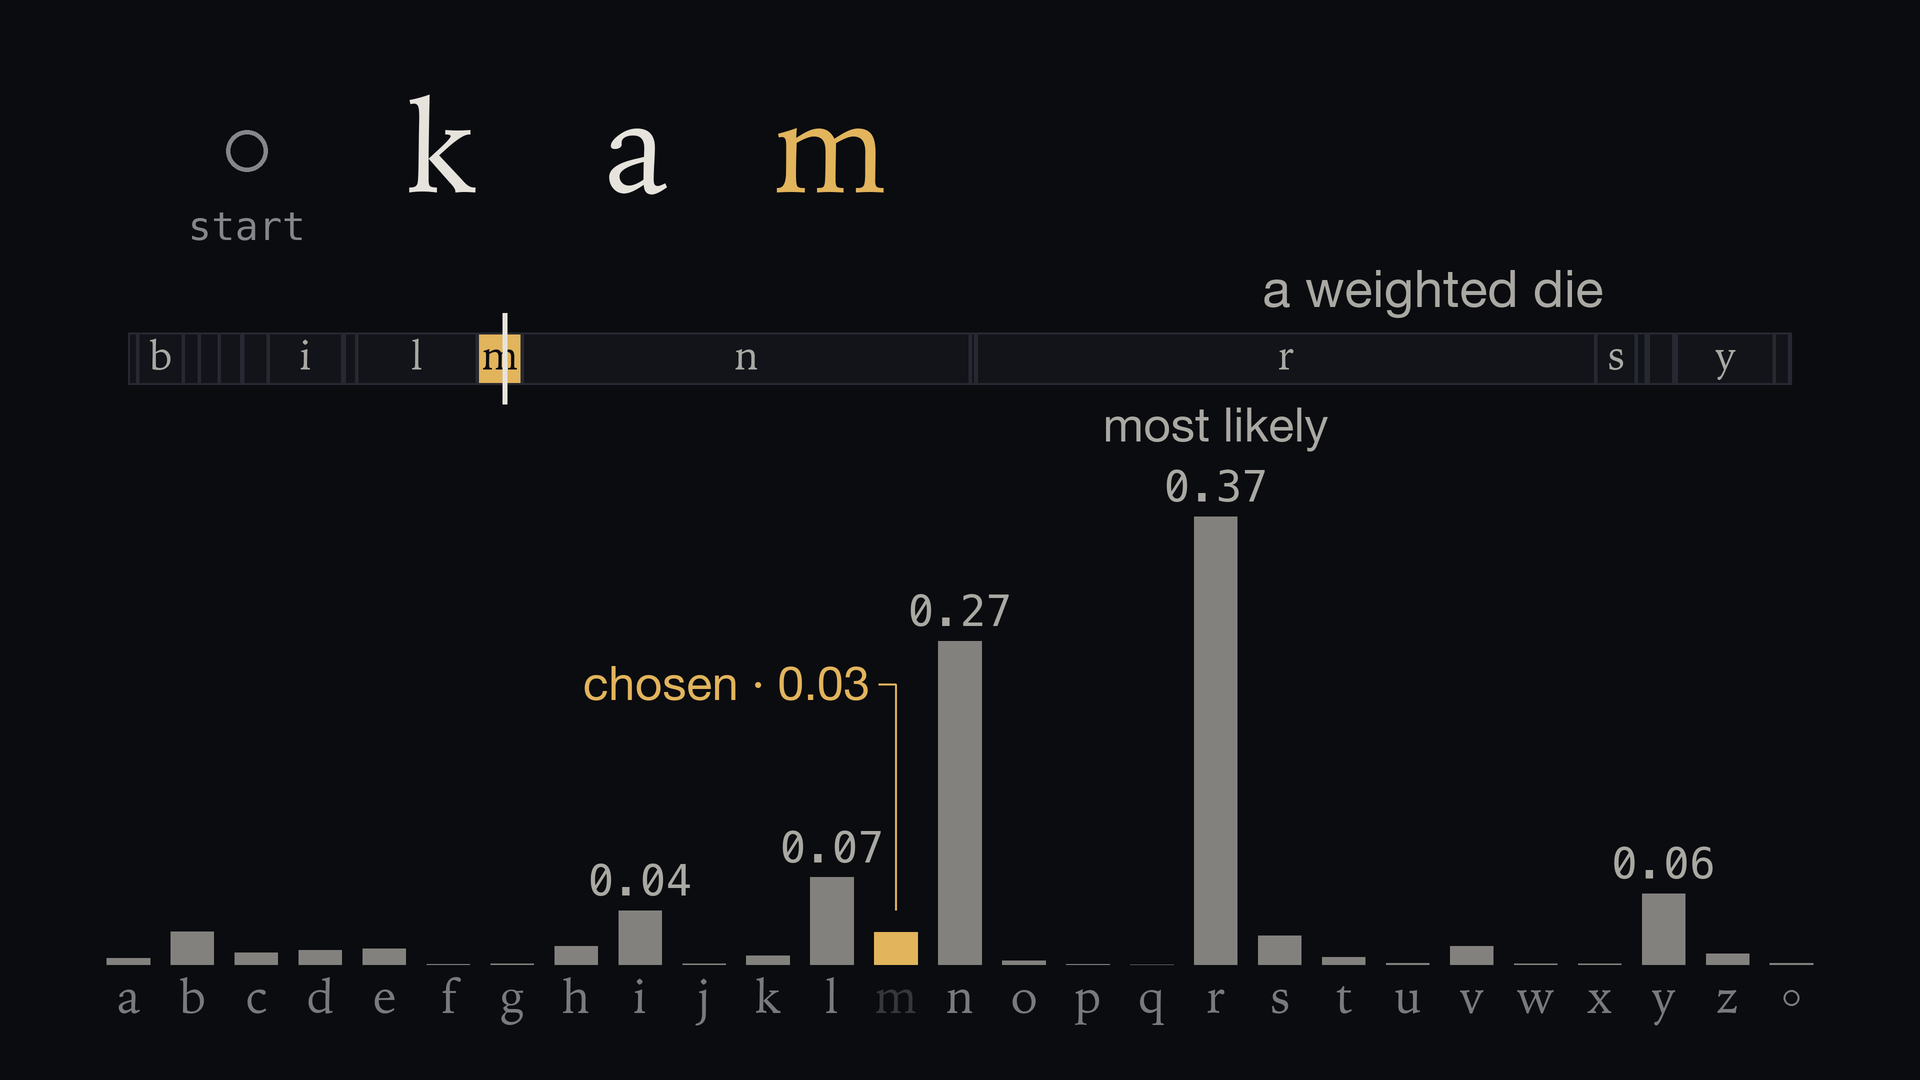 k a m
start
a weighted die
b i l m n r s y
most likely
0.37
0.27
chosen · 0.03
0.07
0.04
0.06
a b c d e f g h i j k l m n o p q r s t u v w x y z